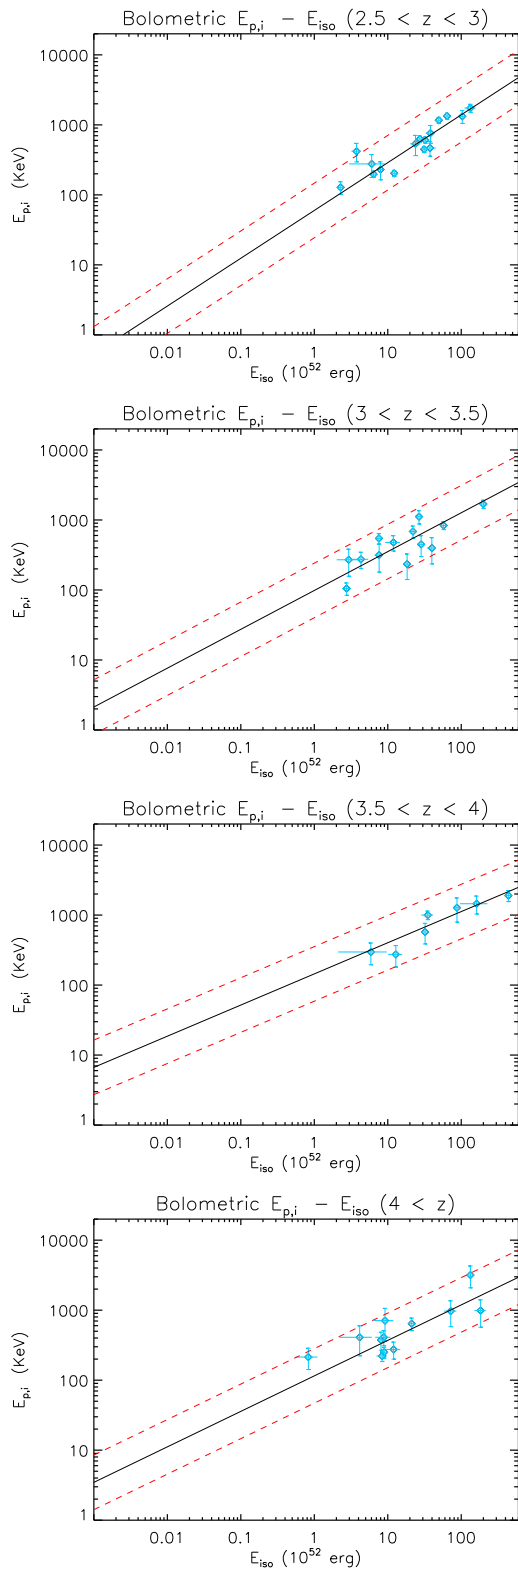 Bolometric E_p,i − E_iso (2.5 < z < 3)
10000
1000
100
10
1
E_p,i (KeV)
0.01 0.1 1 10 100
E_iso (10^52 erg)
Bolometric E_p,i − E_iso (3 < z < 3.5)
10000
1000
100
10
1
E_p,i (KeV)
0.01 0.1 1 10 100
E_iso (10^52 erg)
Bolometric E_p,i − E_iso (3.5 < z < 4)
10000
1000
100
10
1
E_p,i (KeV)
0.01 0.1 1 10 100
E_iso (10^52 erg)
Bolometric E_p,i − E_iso (4 < z)
10000
1000
100
10
1
E_p,i (KeV)
0.01 0.1 1 10 100
E_iso (10^52 erg)